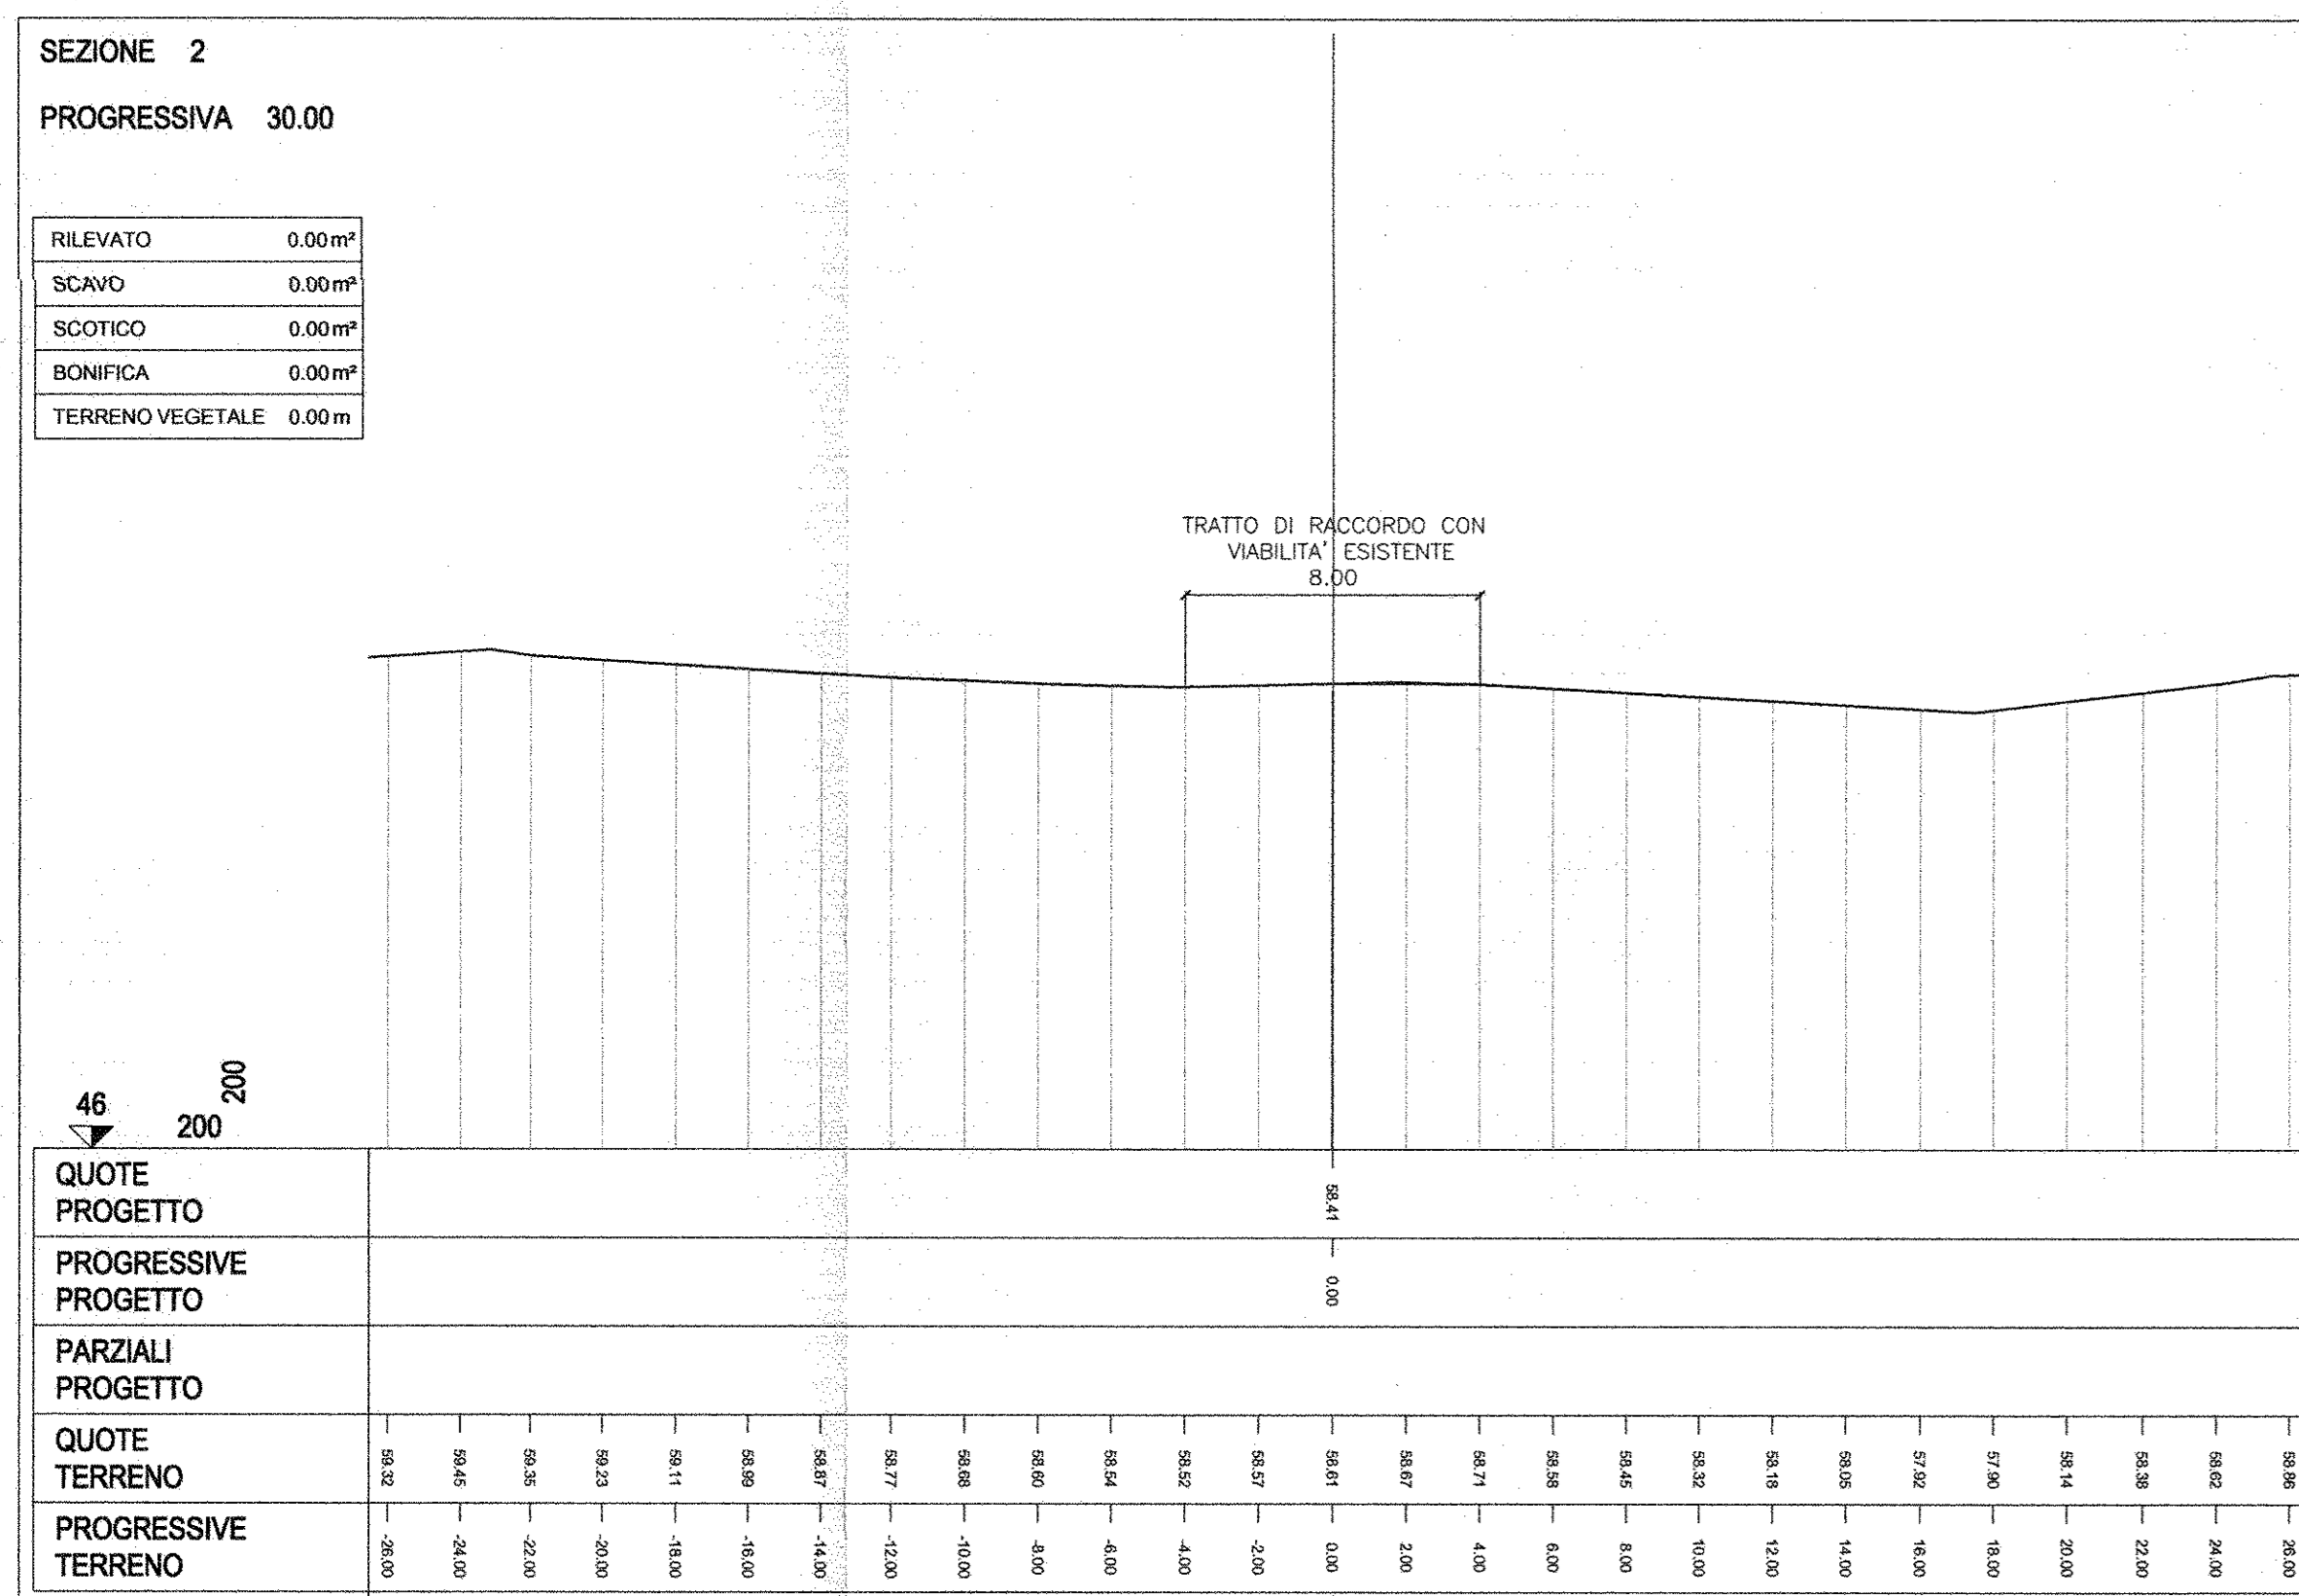 SEZIONE 2
PROGRESSIVA 30.00
RILEVATO 0.00 m²
SCAVO 0.00 m²
SCOTICO 0.00 m²
BONIFICA 0.00 m²
TERRENO VEGETALE 0.00 m
TRATTO DI RACCORDO CON
VIABILITA' ESISTENTE
8.00
46
200
200
QUOTE
PROGETTO
58.41
PROGRESSIVE
PROGETTO
0.00
PARZIALI
PROGETTO
QUOTE
TERRENO
59.32 59.45 59.35 59.23 59.11 58.99 58.87 58.77 58.68 58.60 58.54 58.52 58.57 58.61 58.67 58.71 58.58 58.45 58.32 58.18 58.05 57.92 57.90 58.14 58.38 58.62 58.86
PROGRESSIVE
TERRENO
-26.00 -24.00 -22.00 -20.00 -18.00 -16.00 -14.00 -12.00 -10.00 -8.00 -6.00 -4.00 -2.00 0.00 2.00 4.00 6.00 8.00 10.00 12.00 14.00 16.00 18.00 20.00 22.00 24.00 26.00